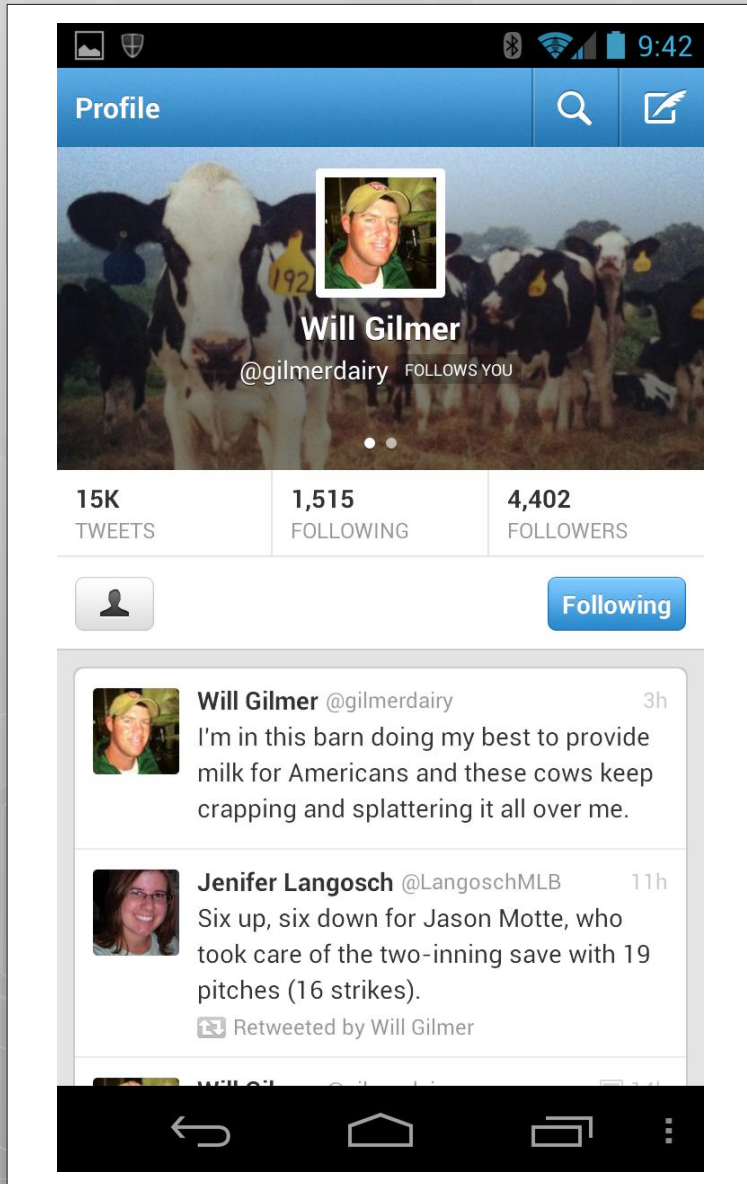 9:42
Profile
192
Will Gilmer
@gilmerdairy FOLLOWS YOU
15K 1,515 4,402
TWEETS FOLLOWING FOLLOWERS
Following
Will Gilmer @gilmerdairy 3h
I'm in this barn doing my best to provide
milk for Americans and these cows keep
crapping and splattering it all over me.
Jenifer Langosch @LangoschMLB 11h
Six up, six down for Jason Motte, who
took care of the two-inning save with 19
pitches (16 strikes).
Retweeted by Will Gilmer